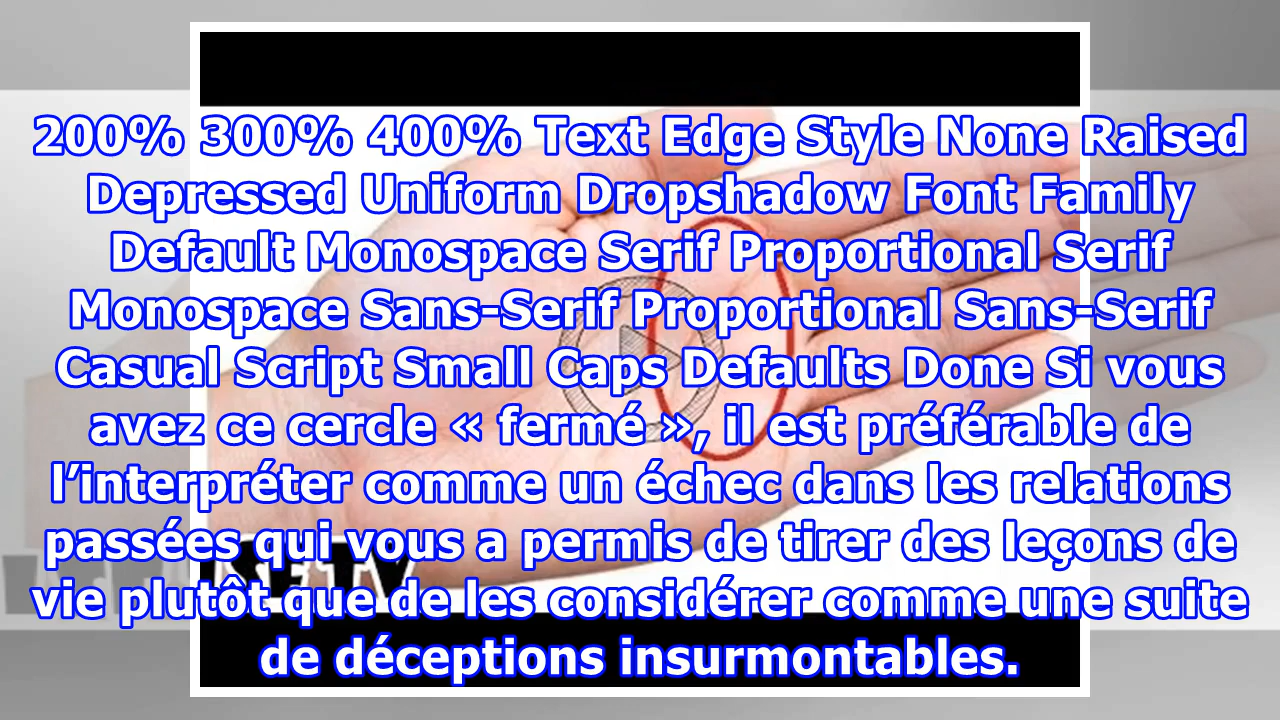 200% 300% 400% Text Edge Style None Raised
Depressed Uniform Dropshadow Font Family
Default Monospace Serif Proportional Serif
Monospace Sans-Serif Proportional Sans-Serif
Casual Script Small Caps Defaults Done Si vous
avez ce cercle « fermé », il est préférable de
l’interpréter comme un échec dans les relations
passées qui vous a permis de tirer des leçons de
vie plutôt que de les considérer comme une suite
de déceptions insurmontables.